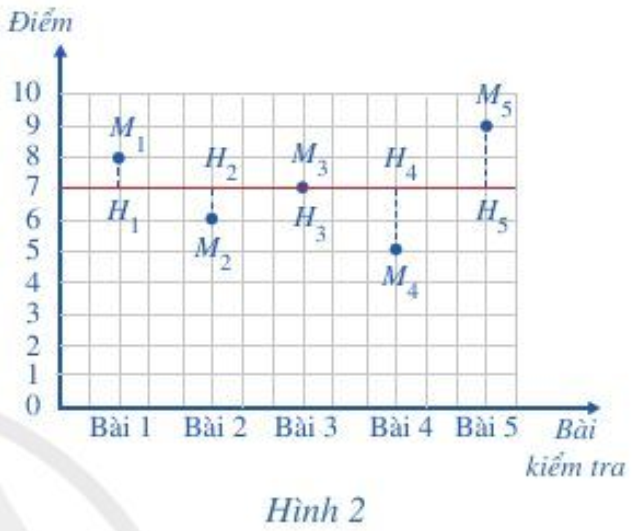 Điểm
10
9
8
7
6
5
4
3
2
1
0
M₁
H₁
H₂
M₂
M₃
H₃
H₄
M₄
M₅
H₅
Bài 1 Bài 2 Bài 3 Bài 4 Bài 5 Bài
kiểm tra
Hình 2